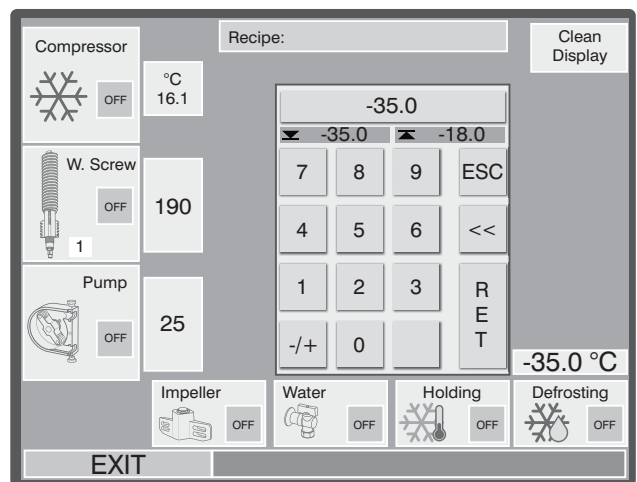 Compressor
OFF
°C
16.1
Recipe:
Clean
Display
W. Screw
OFF
1
190
Pump
OFF
25
-35.0
-35.0 -18.0
7 8 9 ESC
4 5 6 <<
1 2 3 RET
-/+ 0
-35.0 °C
Impeller
OFF
Water
OFF
Holding
OFF
Defrosting
OFF
EXIT